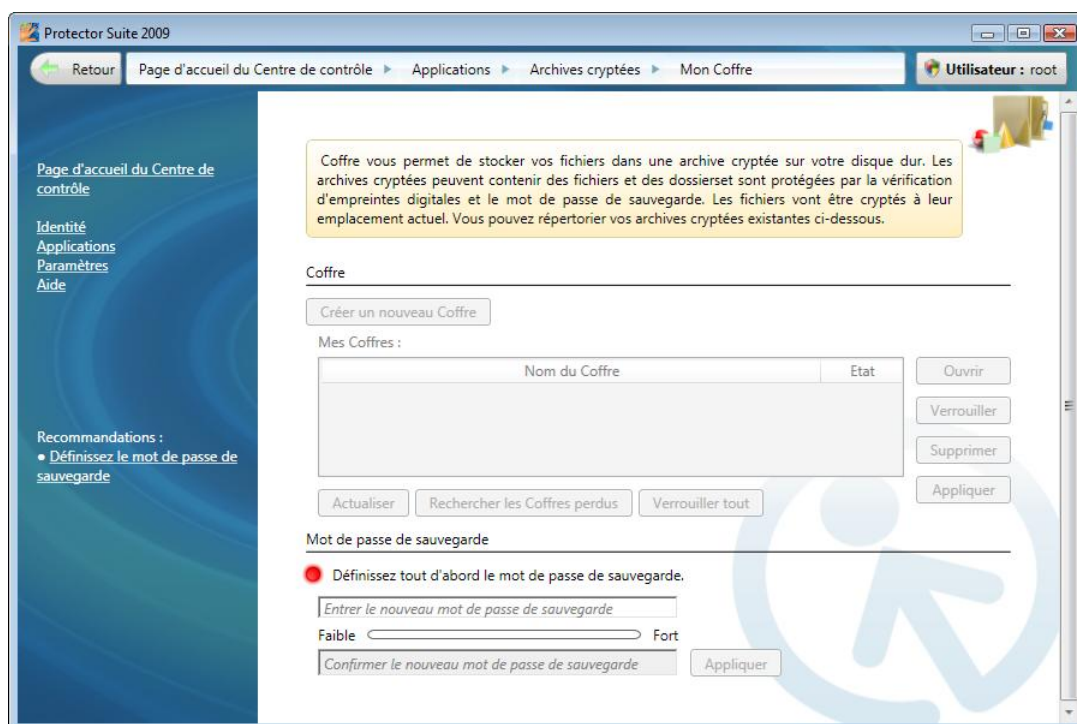 Protector Suite 2009
Retour
Page d'accueil du Centre de contrôle
Applications
Archives cryptées
Mon Coffre
Utilisateur : root
Page d'accueil du Centre de
contrôle
Identité
Applications
Paramètres
Aide
Recommandations :
• Définissez le mot de passe de
sauvegarde
Coffre vous permet de stocker vos fichiers dans une archive cryptée sur votre disque dur. Les
archives cryptées peuvent contenir des fichiers et des dossierset sont protégées par la vérification
d'empreintes digitales et le mot de passe de sauvegarde. Les fichiers vont être cryptés à leur
emplacement actuel. Vous pouvez répertorier vos archives cryptées existantes ci-dessous.
Coffre
Créer un nouveau Coffre
Mes Coffres :
Nom du Coffre
Etat
Ouvrir
Verrouiller
Supprimer
Appliquer
Actualiser
Rechercher les Coffres perdus
Verrouiller tout
Mot de passe de sauvegarde
Définissez tout d'abord le mot de passe de sauvegarde.
Entrer le nouveau mot de passe de sauvegarde
Faible
Fort
Confirmer le nouveau mot de passe de sauvegarde
Appliquer